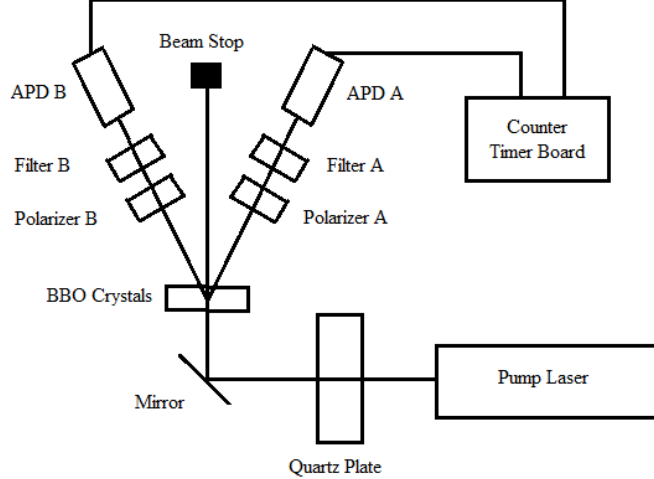 Beam Stop
APD B
APD A
Counter
Timer Board
Filter B
Filter A
Polarizer B
Polarizer A
BBO Crystals
Pump Laser
Mirror
Quartz Plate